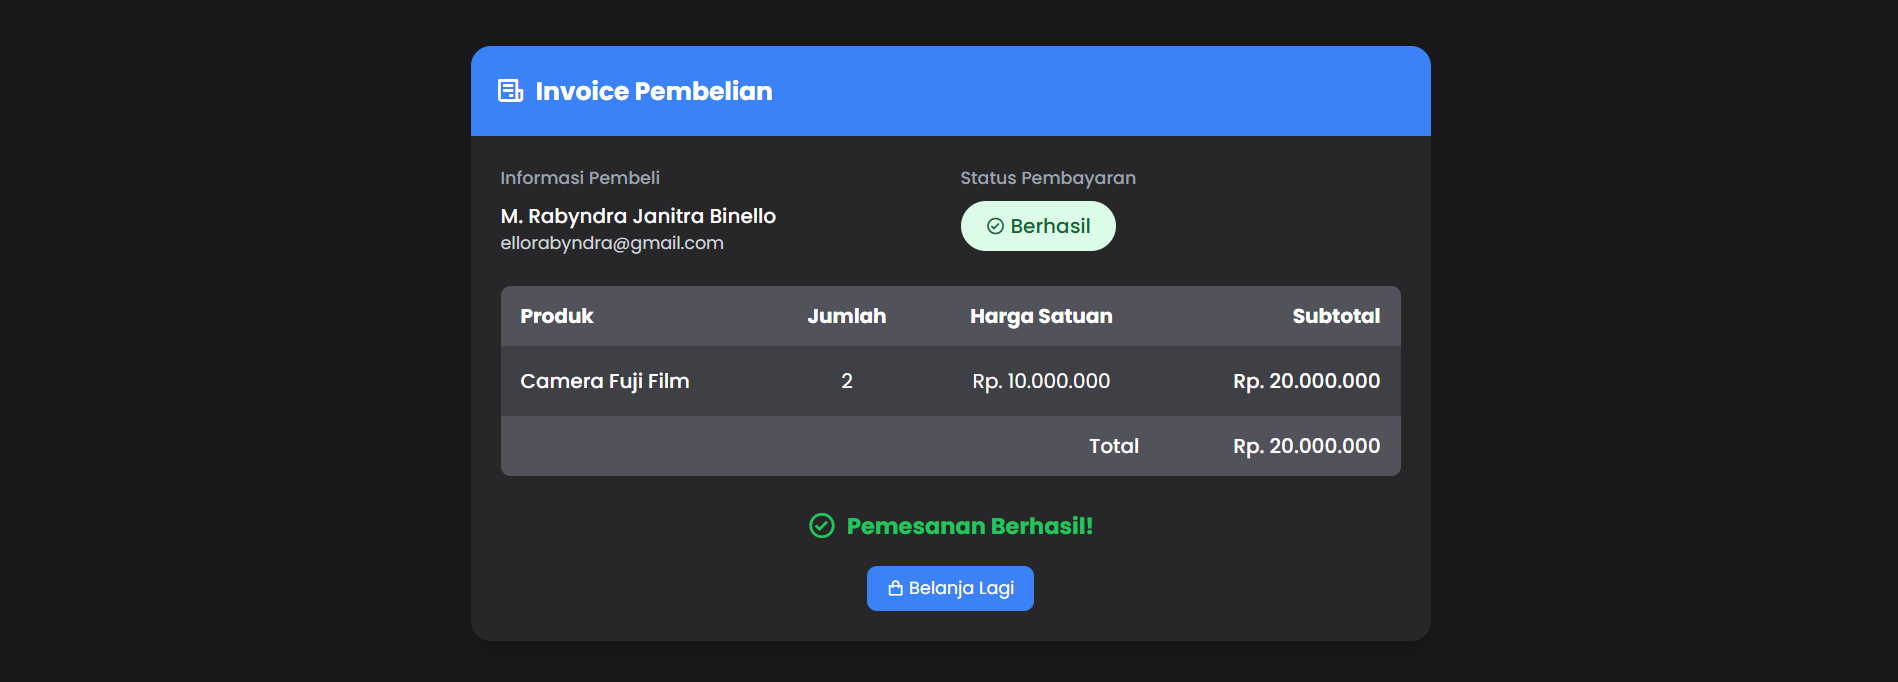 Invoice Pembelian
Informasi Pembeli
M. Rabyndra Janitra Binello
ellorabyndra@gmail.com
Status Pembayaran
Berhasil
Produk Jumlah Harga Satuan Subtotal
Camera Fuji Film 2 Rp. 10.000.000 Rp. 20.000.000
Total Rp. 20.000.000
Pemesanan Berhasil!
Belanja Lagi